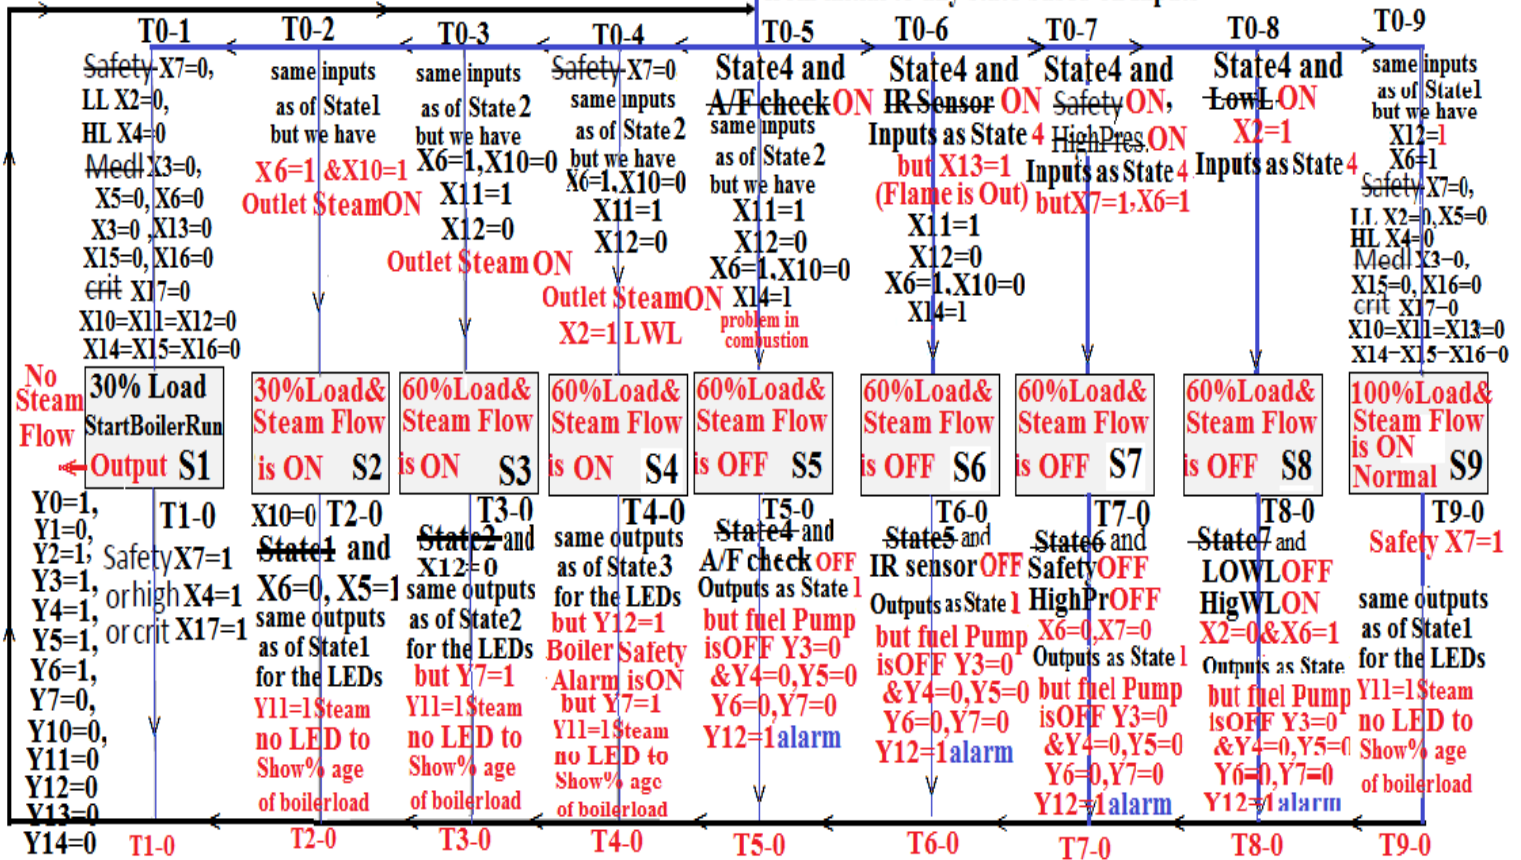 T0-1
T0-2
T0-3
T0-4
T0-5
T0-6
T0-7
T0-8
T0-9
Safety X7=0,
LL X2=0,
HL X4=0
Medl X3=0,
X5=0, X6=0
X3=0 ,X13=0
X15=0, X16=0
crit X17=0
X10=X11=X12=0
X14=X15=X16=0
same inputs
as of State1
but we have
X6=1 &X10=1
Outlet SteamON
same inputs
as of State2
but we have
X6=1,X10=0
X11=1
X12=0
Outlet Steam ON
Safety X7=0
same inputs
as of State 2
but we have
X6=1,X10=0
X11=1
X12=0
Outlet SteamON
X2=1 LWL
State4 and
A/F check ON
same inputs
as of State2
but we have
X11=1
X12=0
X6=1,X10=0
X14=1
problem in
combustion
State4 and
IR Sensor ON
Inputs as State 4
but X13=1
(Flame is Out)
X11=1
X12=0
X6=1,X10=0
X14=1
State4 and
Safety ON,
HighPres.ON
Inputs as State 4
butX7=1,X6=1
State4 and
LowL ON
X2=1
Inputs as State 4
same inputs
as of State1
but we have
X12=1
X6=1
Safety X7=0,
LL X2=0,X5=0
HL X4=0
Medl X3=0,
X15=0, X16=0
crit X17=0
X10=X11=X13=0
X14=X15=X16=0
No
Steam
Flow
30% Load
StartBoilerRun
Output S1
30%Load&
Steam Flow
is ON S2
60%Load&
Steam Flow
is ON S3
60%Load&
Steam Flow
is ON S4
60%Load&
Steam Flow
is OFF S5
60%Load&
Steam Flow
is OFF S6
60%Load&
Steam Flow
is OFF S7
60%Load&
Steam Flow
is OFF S8
100%Load&
Steam Flow
is ON
Normal S9
Y0=1,
Y1=0,
Y2=1,
Y3=1,
Y4=1,
Y5=1,
Y6=1,
Y7=0,
Y10=0,
Y11=0
Y12=0
Y13=0
Y14=0
T1-0
Safety X7=1
or high X4=1
or crit X17=1
X10=0 T2-0
State1 and
X6=0, X5=1
same outputs
as of State1
for the LEDs
Y11=1Steam
no LED to
Show% age
of boilerload
T3-0
State2 and
X12=0
same outputs
as of State2
for the LEDs
but Y7=1
Y11=1Steam
no LED to
Show% age
of boilerload
T4-0
same outputs
as of State3
for the LEDs
but Y12=1
Boiler Safety
Alarm isON
but Y7=1
Y11=1Steam
no LED to
Show% age
of boilerload
T5-0
State4 and
A/F check OFF
Outputs as State 1
but fuel Pump
isOFF Y3=0
&Y4=0,Y5=0
Y6=0,Y7=0
Y12=1alarm
T6-0
State5 and
IR sensor OFF
Outputs as State 1
but fuel Pump
isOFF Y3=0
&Y4=0,Y5=0
Y6=0,Y7=0
Y12=1alarm
T7-0
State6 and
SafetyOFF
HighPrOFF
X6=0,X7=0
Outputs as State 1
but fuel Pump
isOFF Y3=0
&Y4=0,Y5=0
Y6=0,Y7=0
Y12=1alarm
T8-0
State7 and
LOWLOFF
HigWLON
X2=0&X6=1
Outputs as State
but fuel Pump
isOFF Y3=0
&Y4=0,Y5=0
Y6=0,Y7=0
Y12=1alarm
T9-0
Safety X7=1
same outputs
as of State1
for the LEDs
Y11=1Steam
no LED to
Show% age
of boilerload
T1-0
T2-0
T3-0
T4-0
T5-0
T6-0
T7-0
T8-0
T9-0